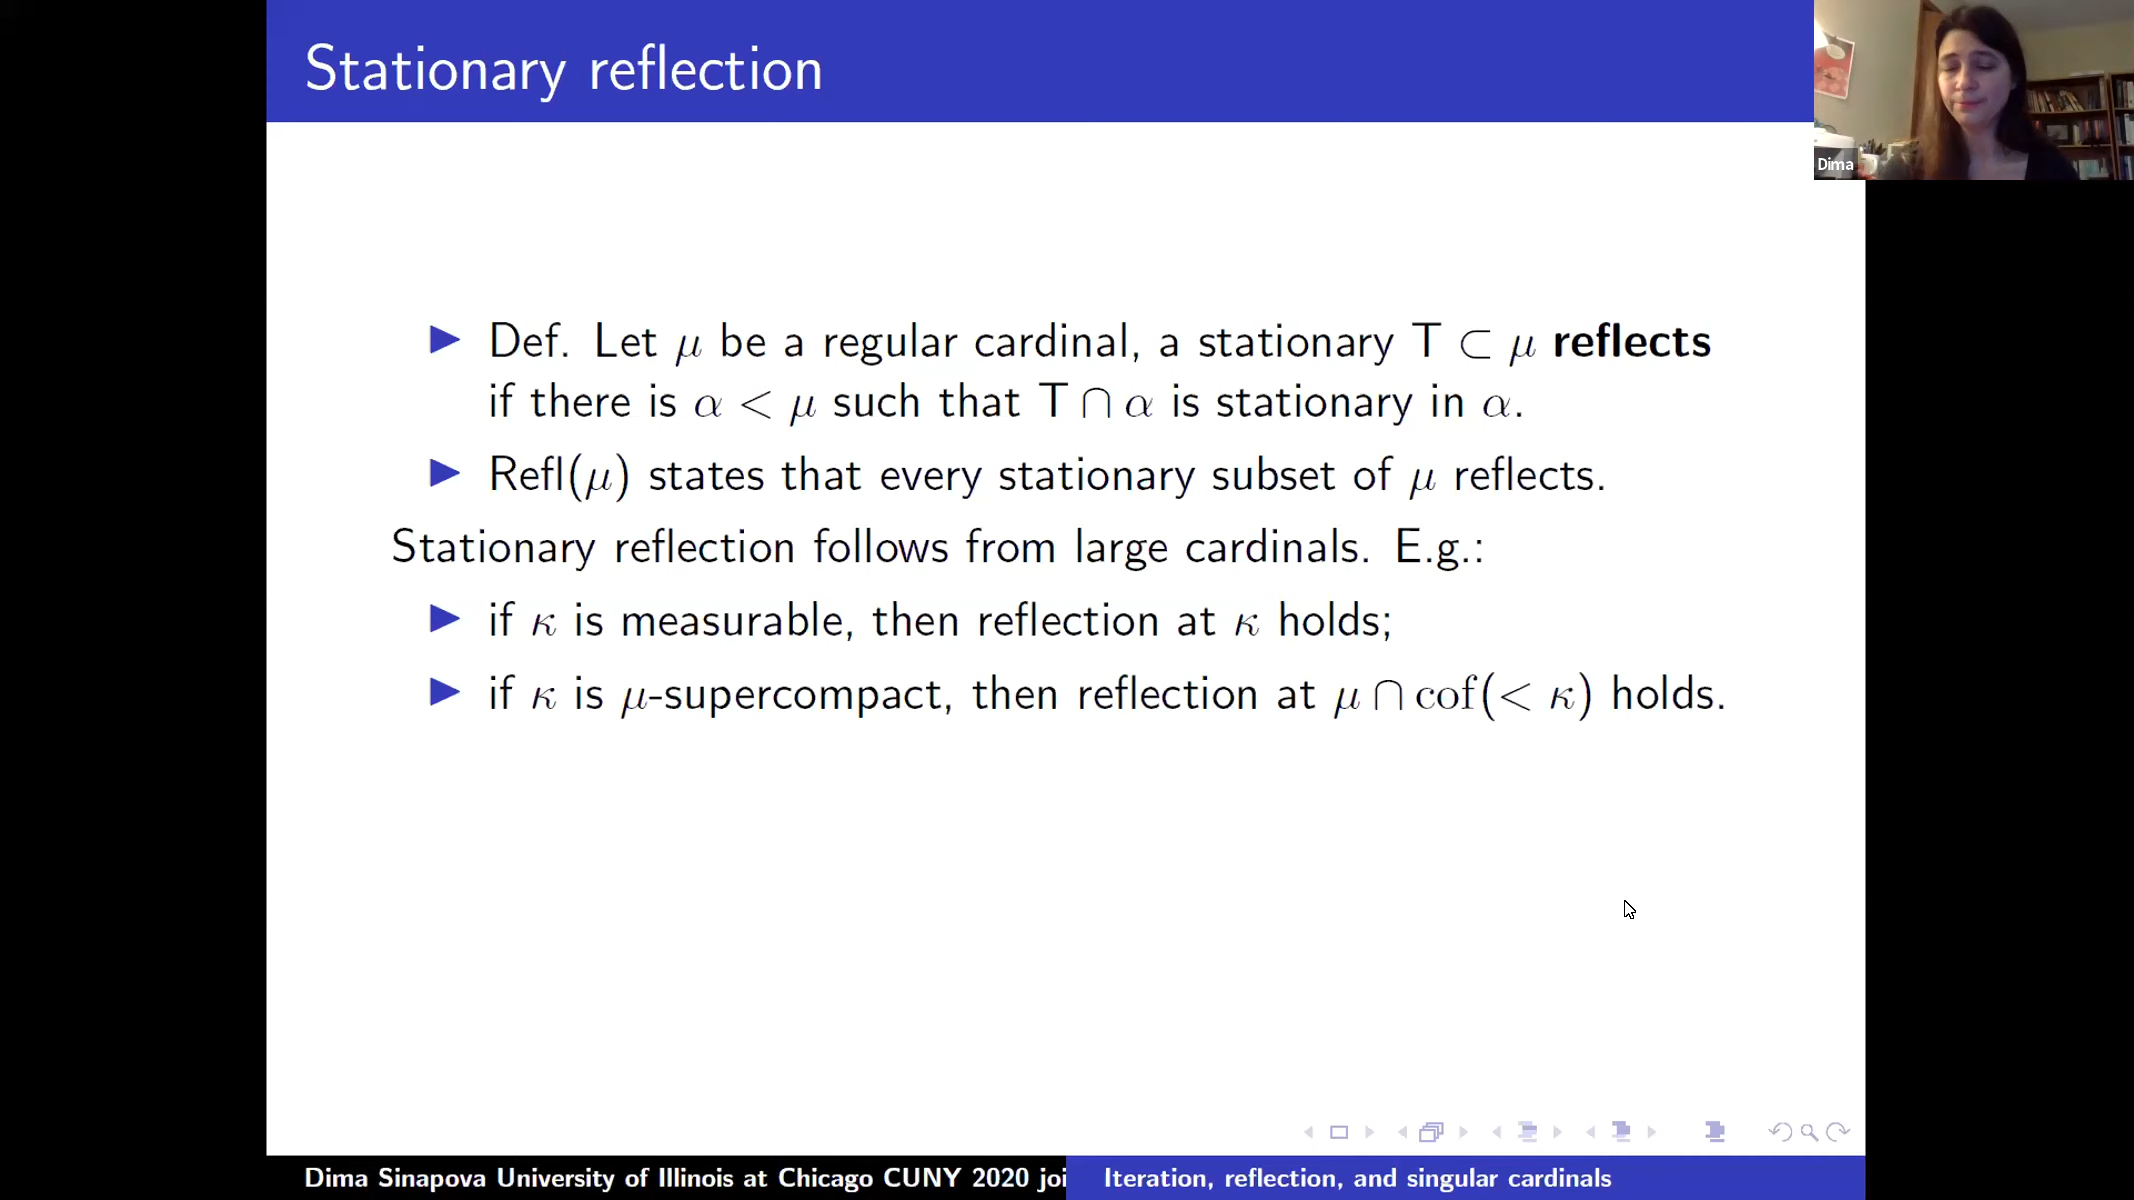 Stationary reflection
Dima
▶ Def. Let μ be a regular cardinal, a stationary T ⊂ μ reflects
if there is α < μ such that T ∩ α is stationary in α.
▶ Refl(μ) states that every stationary subset of μ reflects.
Stationary reflection follows from large cardinals. E.g.:
▶ if κ is measurable, then reflection at κ holds;
▶ if κ is μ-supercompact, then reflection at μ ∩ cof(< κ) holds.
Dima Sinapova University of Illinois at Chicago CUNY 2020 joi
Iteration, reflection, and singular cardinals